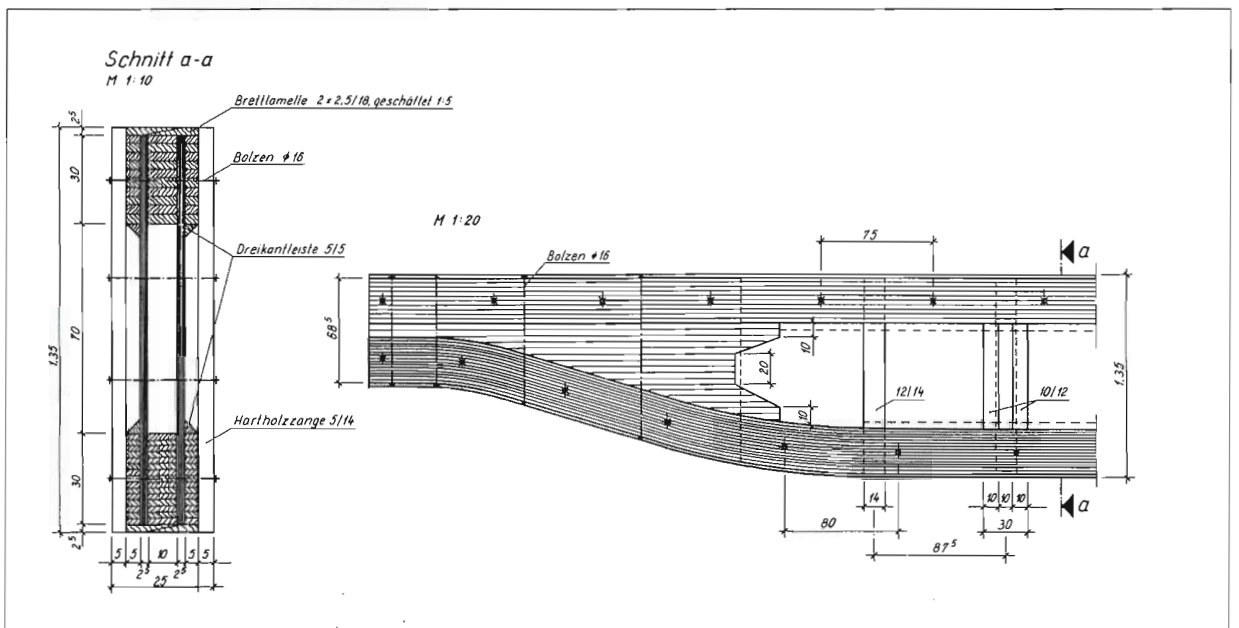 Schnitt a-a
M 1:10
Brettlamelle 2 x 2,5/18, geschäftet 1:5
Bolzen ϕ 16
Dreikantleiste 5/5
Hartholzzange 5/14
2⁵
30
70
30
2⁵
1.35
5 5 10 5 5
2⁵ 2⁵
25
M 1:20
Bolzen ϕ 16
75
a
68⁵
10
20
10
12/14
10/12
1.35
14
10 10 10
a
80
30
87⁵